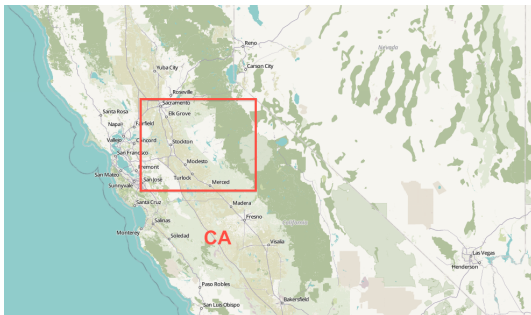 Reno
Nevada
Carson City
Yuba City
Roseville
Sacramento
Elk Grove
Santa Rosa
Napa
Fairfield
Vallejo
Concord
Stockton
San Francisco
Modesto
San Mateo
Turlock
San Jose
Sunnyvale
Merced
Santa Cruz
Madera
Salinas
Fresno
Monterey
Soledad
CA
Visalia
Las Vegas
Henderson
Paso Robles
Bakersfield
San Luis Obispo